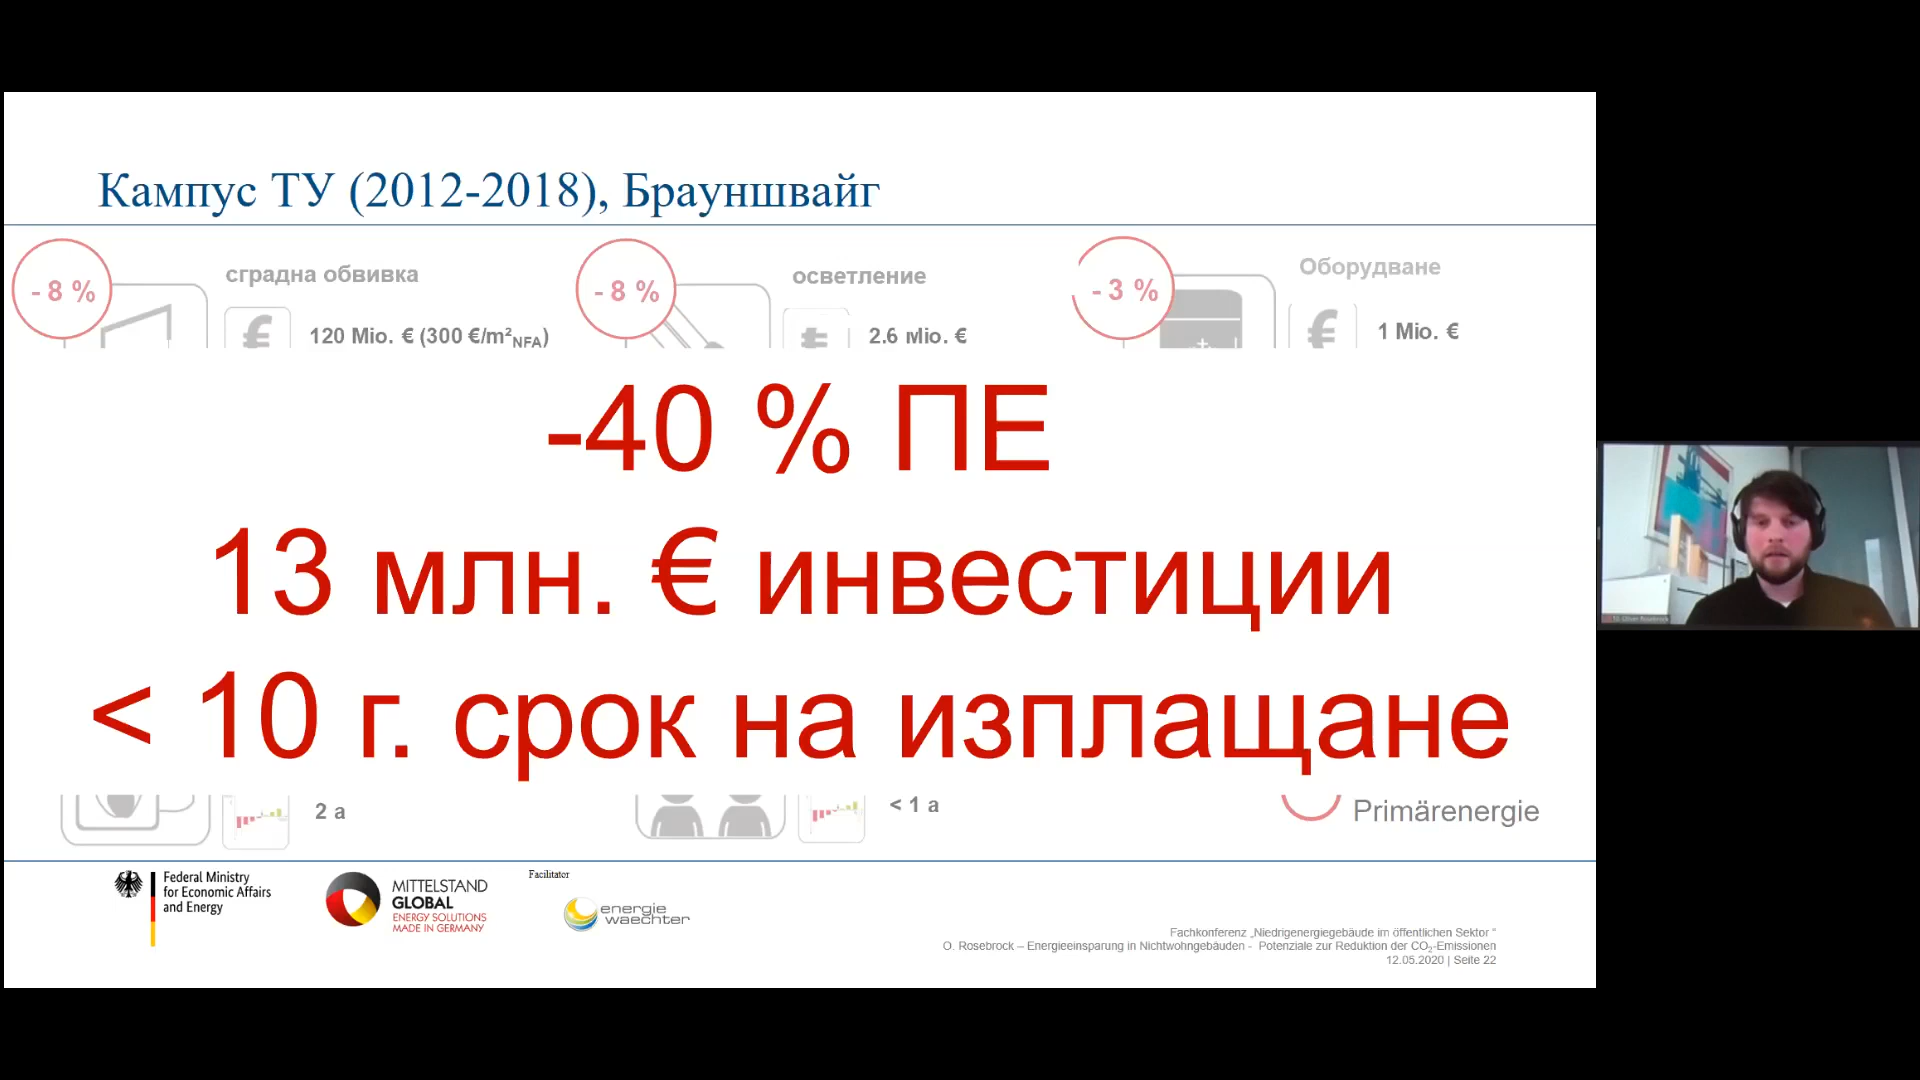 Кампус ТУ (2012-2018), Брауншвайг
- 8 %
сградна обвивка
120 Mio. € (300 €/m²NFA)
- 8 %
осветление
2.6 Mio. €
- 3 %
Оборудване
1 Mio. €
-40 % ПЕ
13 млн. € инвестиции
< 10 г. срок на изплащане
2 a
< 1 a
Primärenergie
Federal Ministry
for Economic Affairs
and Energy
MITTELSTAND
GLOBAL
ENERGY SOLUTIONS
MADE IN GERMANY
Facilitator
energie
waechter
Fachkonferenz „Niedrigenergiegebäude im öffentlichen Sektor “
O. Rosebrock – Energieeinsparung in Nichtwohngebäuden - Potenziale zur Reduktion der CO2-Emissionen
12.05.2020 | Seite 22
Oliver Rosebrock